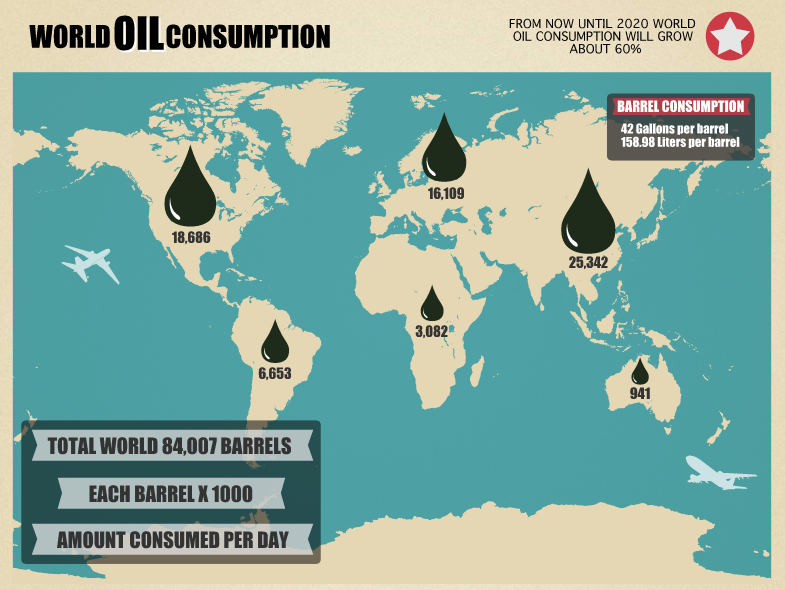 WORLD OIL CONSUMPTION
FROM NOW UNTIL 2020 WORLD
OIL CONSUMPTION WILL GROW
ABOUT 60%
BARREL CONSUMPTION
42 Gallons per barrel
158.98 Liters per barrel
16,109
18,686
25,342
3,082
6,653
941
TOTAL WORLD 84,007 BARRELS
EACH BARREL X 1000
AMOUNT CONSUMED PER DAY